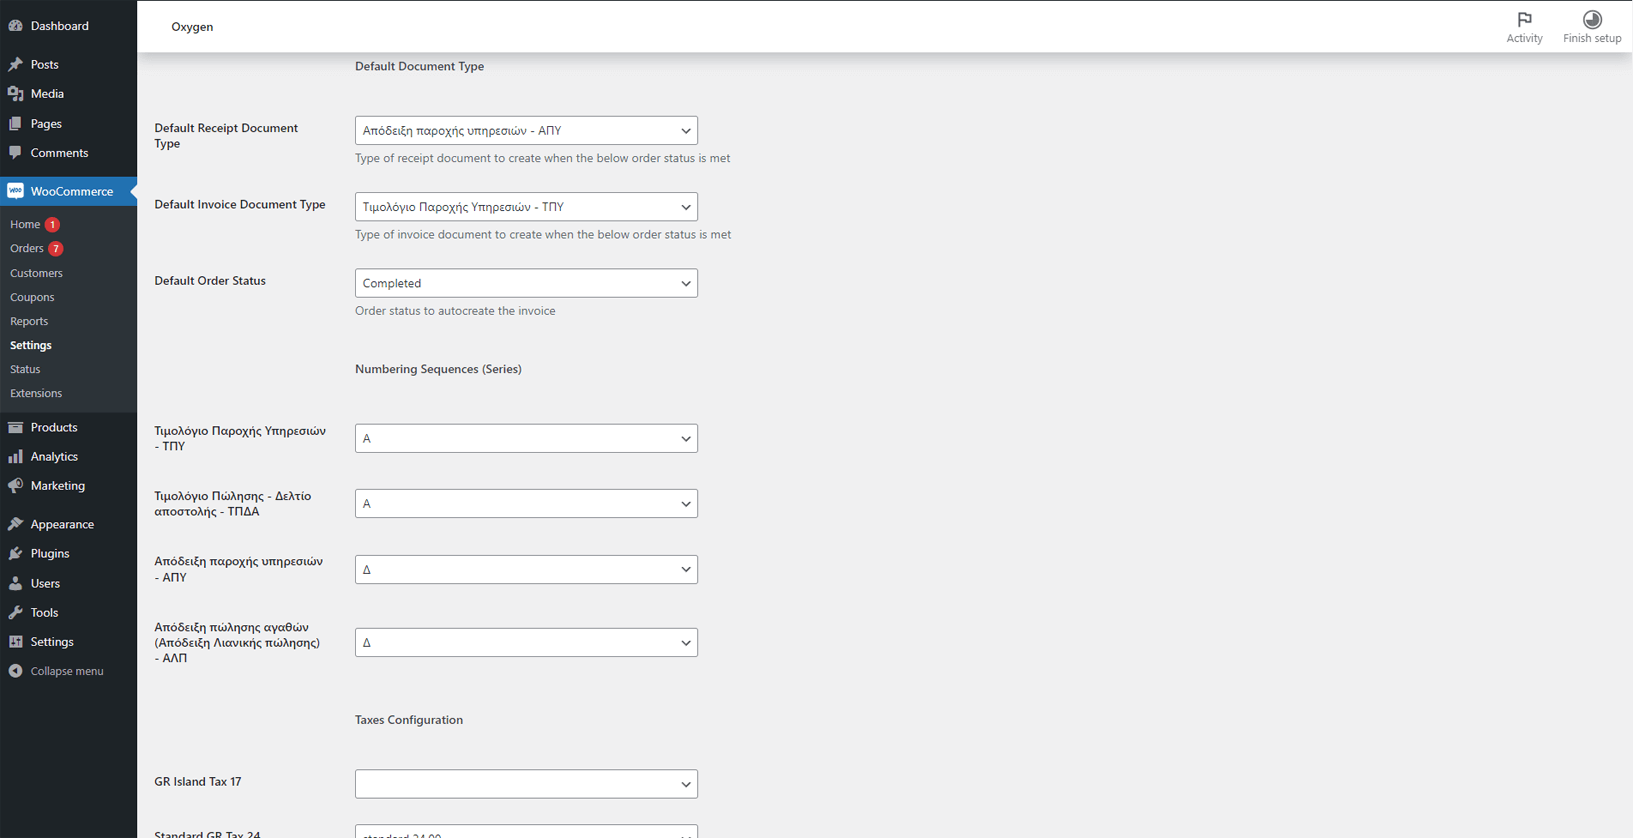 Dashboard
Posts
Media
Pages
Comments
WooCommerce
Home 1
Orders 7
Customers
Coupons
Reports
Settings
Status
Extensions
Products
Analytics
Marketing
Appearance
Plugins
Users
Tools
Settings
Collapse menu
Oxygen
Activity
Finish setup
Default Document Type
Default Receipt Document
Type
Απόδειξη παροχής υπηρεσιών - ΑΠΥ
Type of receipt document to create when the below order status is met
Default Invoice Document Type
Τιμολόγιο Παροχής Υπηρεσιών - ΤΠΥ
Type of invoice document to create when the below order status is met
Default Order Status
Completed
Order status to autocreate the invoice
Numbering Sequences (Series)
Τιμολόγιο Παροχής Υπηρεσιών
- ΤΠΥ
Α
Τιμολόγιο Πώλησης - Δελτίο
αποστολής - ΤΠΔΑ
Α
Απόδειξη παροχής υπηρεσιών
- ΑΠΥ
Δ
Απόδειξη πώλησης αγαθών
(Απόδειξη Λιανικής πώλησης)
- ΑΛΠ
Δ
Taxes Configuration
GR Island Tax 17
Standard GR Tax 24
standard 24.00